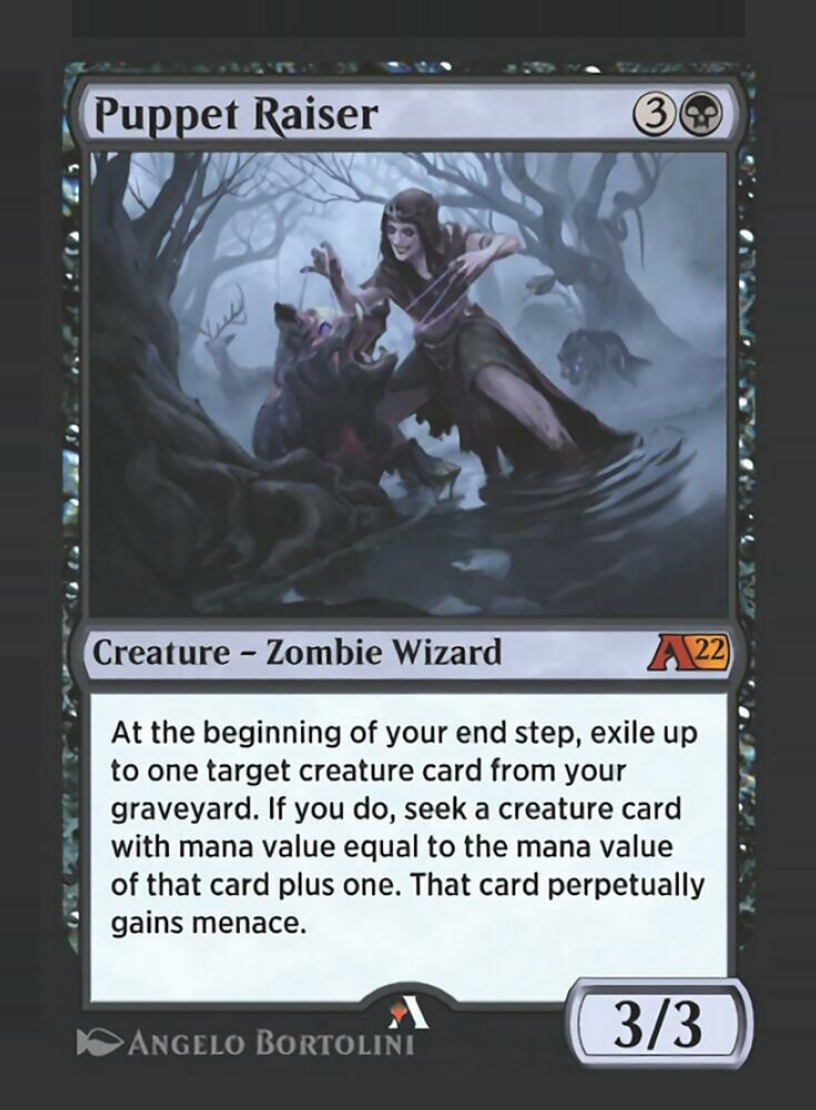 Puppet Raiser 3
Creature – Zombie Wizard A22
At the beginning of your end step, exile up
to one target creature card from your
graveyard. If you do, seek a creature card
with mana value equal to the mana value
of that card plus one. That card perpetually
gains menace.
3/3
Angelo Bortolini